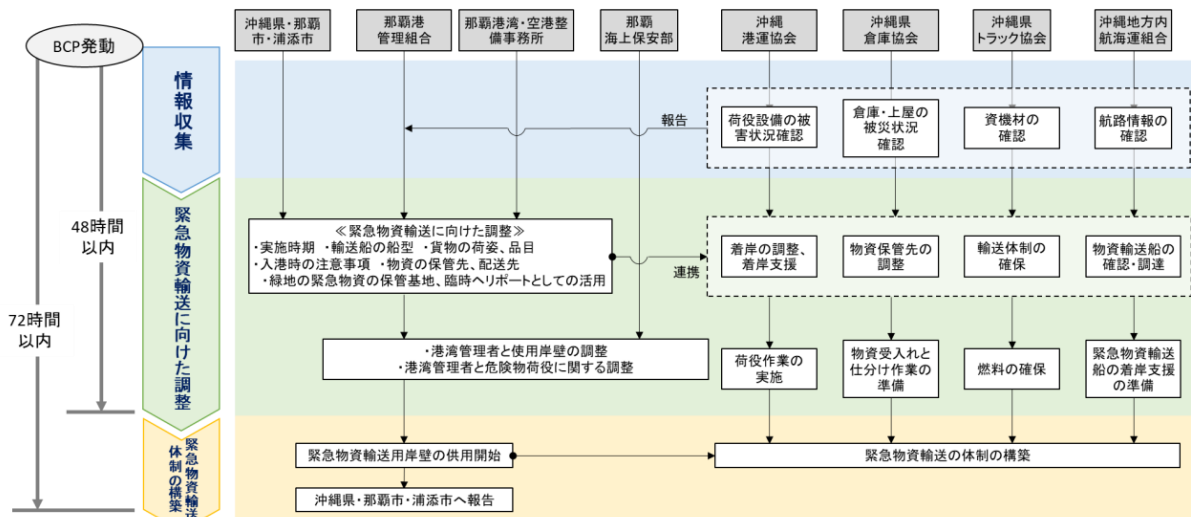 BCP発動
48時間
以内
72時間
以内
情報収集
緊急物資輸送に向けた調整
緊急物資輸送
体制の構築
沖縄県・那覇
市・浦添市
那覇港
管理組合
那覇港湾・空港整
備事務所
那覇
海上保安部
沖縄
港運協会
沖縄県
倉庫協会
沖縄県
トラック協会
沖縄地方内
航海運組合
報告
荷役設備の被
害状況確認
倉庫・上屋の
被災状況
確認
資機材の
確認
航路情報の
確認
≪緊急物資輸送に向けた調整≫
・実施時期 ・輸送船の船型 ・貨物の荷姿、品目
・入港時の注意事項 ・物資の保管先、配送先
・緑地の緊急物資の保管基地、臨時ヘリポートとしての活用
連携
着岸の調整、
着岸支援
物資保管先の
調整
輸送体制の
確保
物資輸送船の
確認・調達
・港湾管理者と使用岸壁の調整
・港湾管理者と危険物荷役に関する調整
荷役作業の
実施
物資受入れと
仕分け作業の
準備
燃料の確保
緊急物資輸送
船の着岸支援
の準備
緊急物資輸送用岸壁の供用開始
緊急物資輸送の体制の構築
沖縄県・那覇市・浦添市へ報告